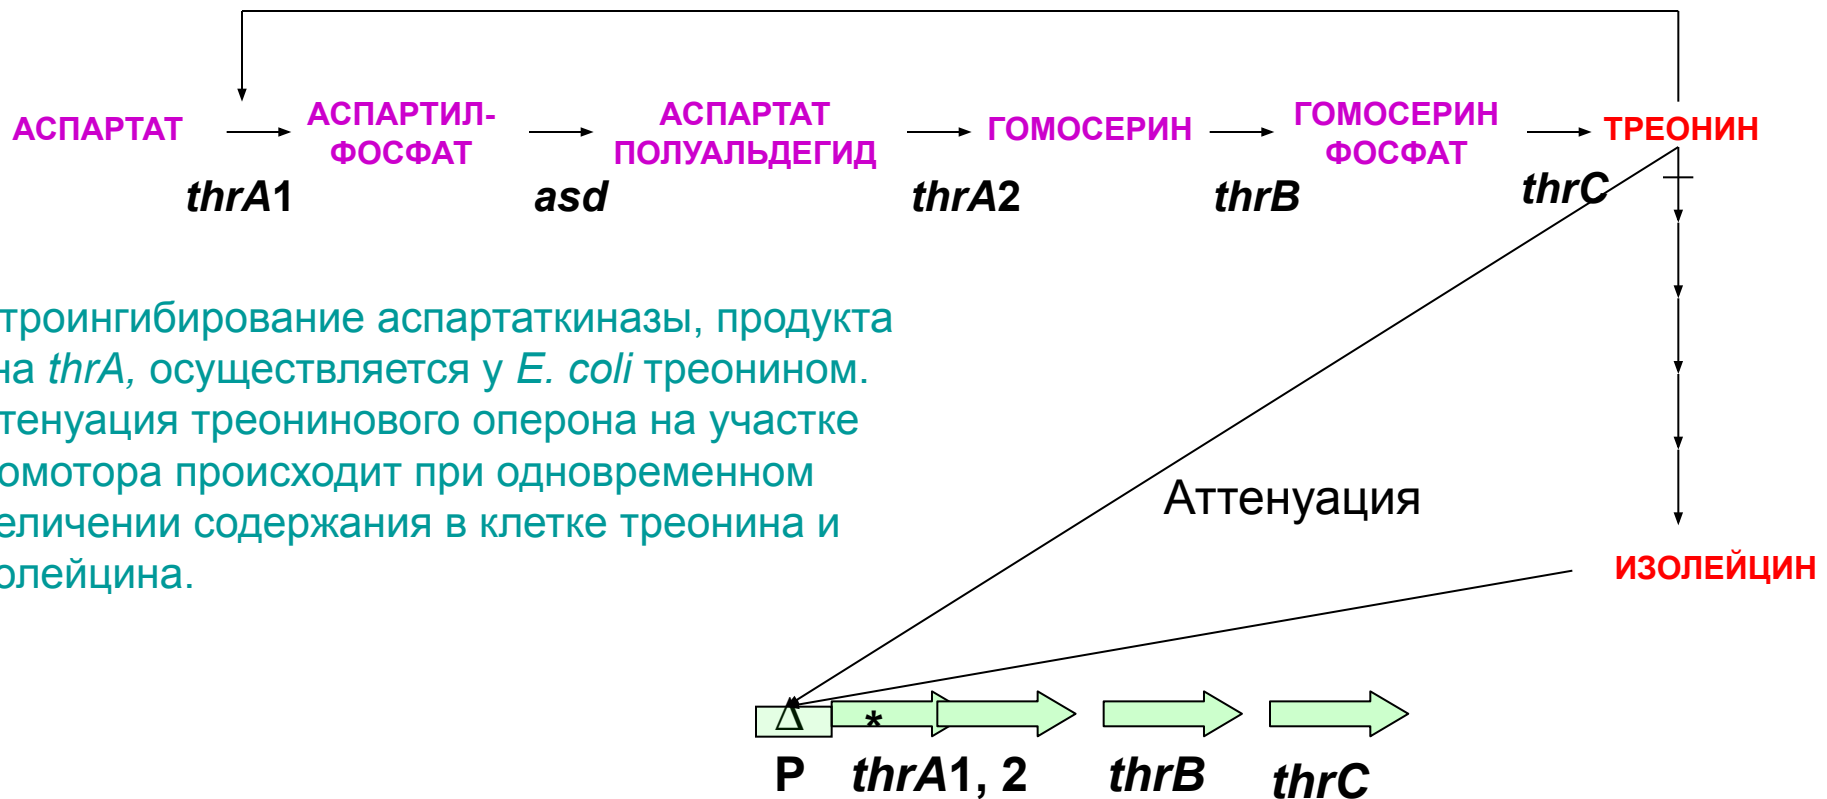 АСПАРТАТ
АСПАРТИЛ-
ФОСФАТ
АСПАРТАТ
ПОЛУАЛЬДЕГИД
ГОМОСЕРИН
ГОМОСЕРИН
ФОСФАТ
ТРЕОНИН
thrA1
asd
thrA2
thrB
thrC
троингибирование аспартаткиназы, продукта
на thrA, осуществляется у E. coli треонином.
тенуация треонинового оперона на участке
омотора происходит при одновременном
еличении содержания в клетке треонина и
олейцина.
Аттенуация
ИЗОЛЕЙЦИН
Δ *
P thrA1, 2 thrB thrC